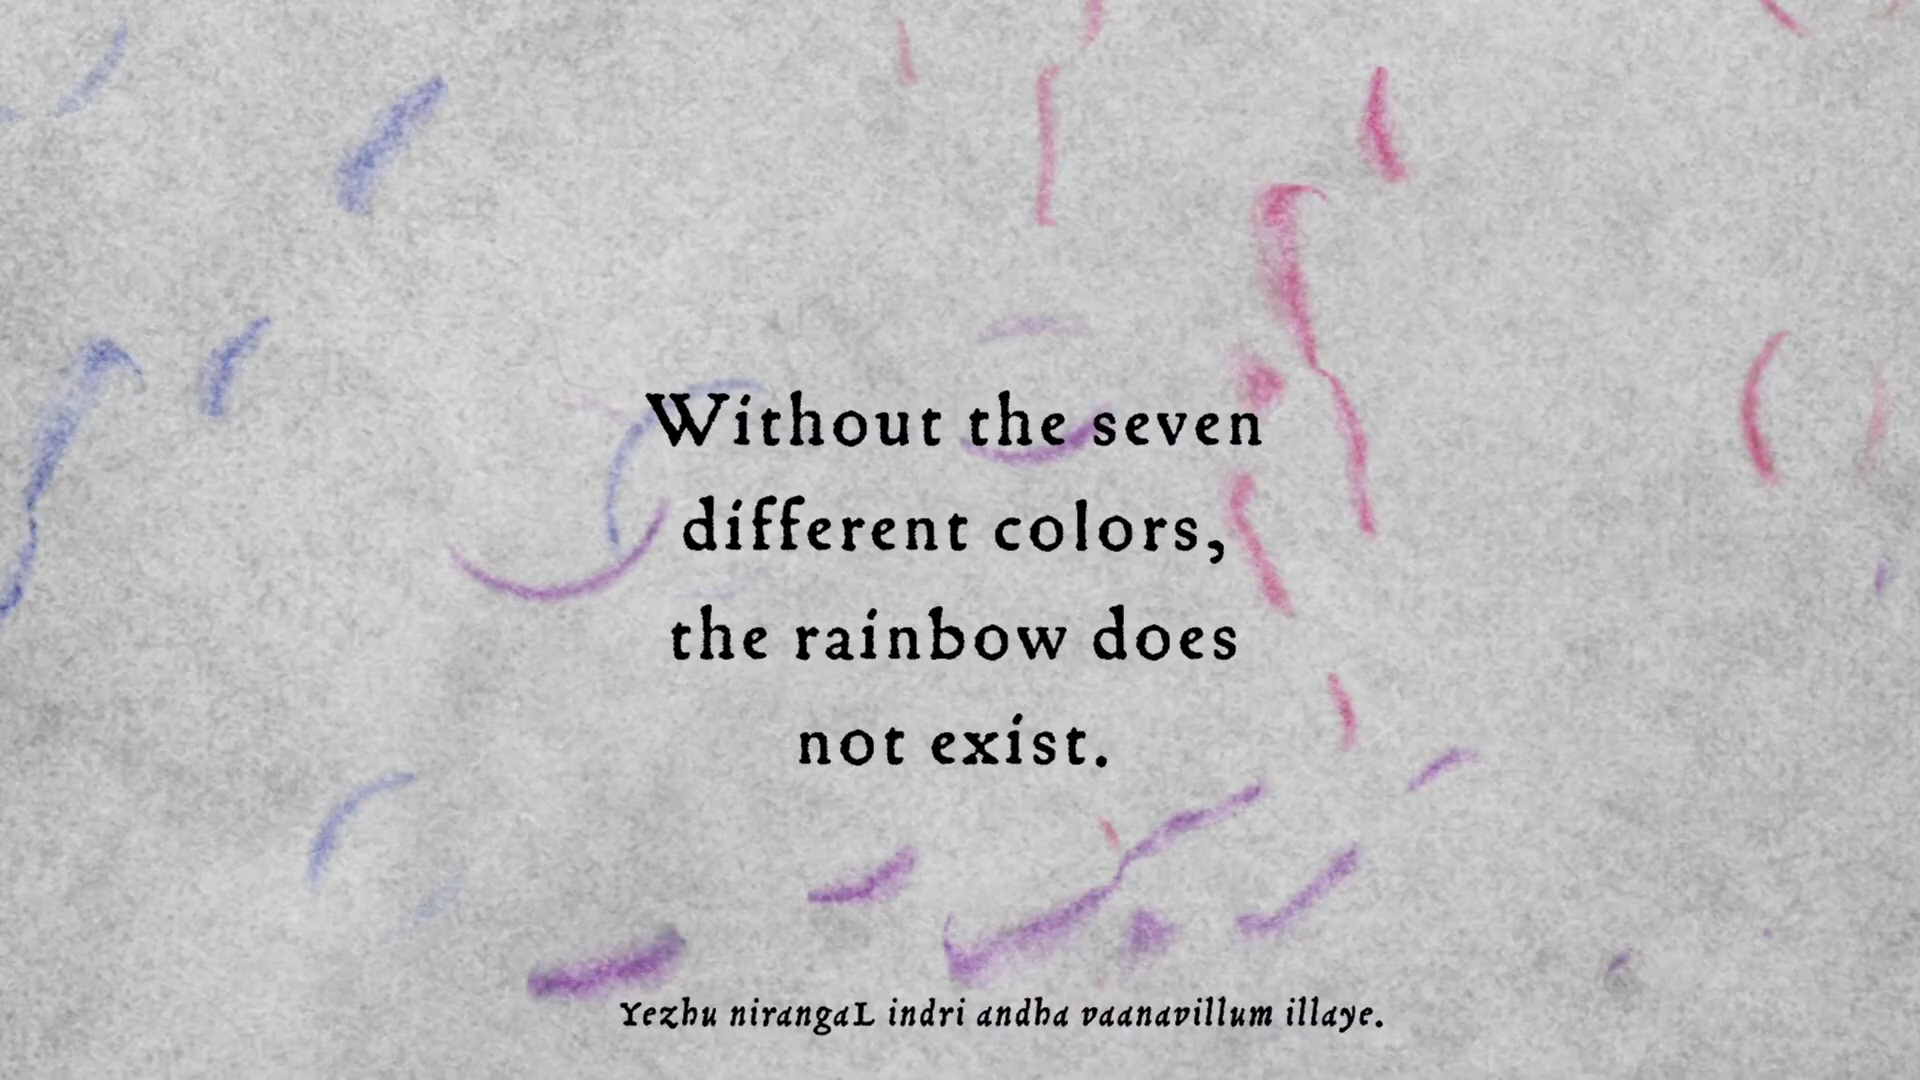 Without the seven
different colors,
the rainbow does
not exist.
Yezhu nirangaL indri andha vaanavillum illaye.